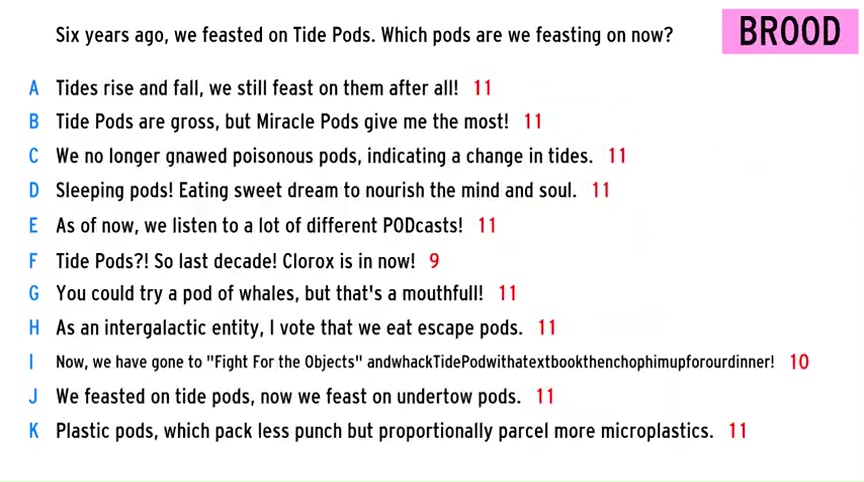 Six years ago, we feasted on Tide Pods. Which pods are we feasting on now?
BROOD
A Tides rise and fall, we still feast on them after all! 11
B Tide Pods are gross, but Miracle Pods give me the most! 11
C We no longer gnawed poisonous pods, indicating a change in tides. 11
D Sleeping pods! Eating sweet dream to nourish the mind and soul. 11
E As of now, we listen to a lot of different PODcasts! 11
F Tide Pods?! So last decade! Clorox is in now! 9
G You could try a pod of whales, but that's a mouthfull! 11
H As an intergalactic entity, I vote that we eat escape pods. 11
I Now, we have gone to "Fight For the Objects" andwhackTidePodwithatextbookthenchophimupforourdinner! 10
J We feasted on tide pods, now we feast on undertow pods. 11
K Plastic pods, which pack less punch but proportionally parcel more microplastics. 11